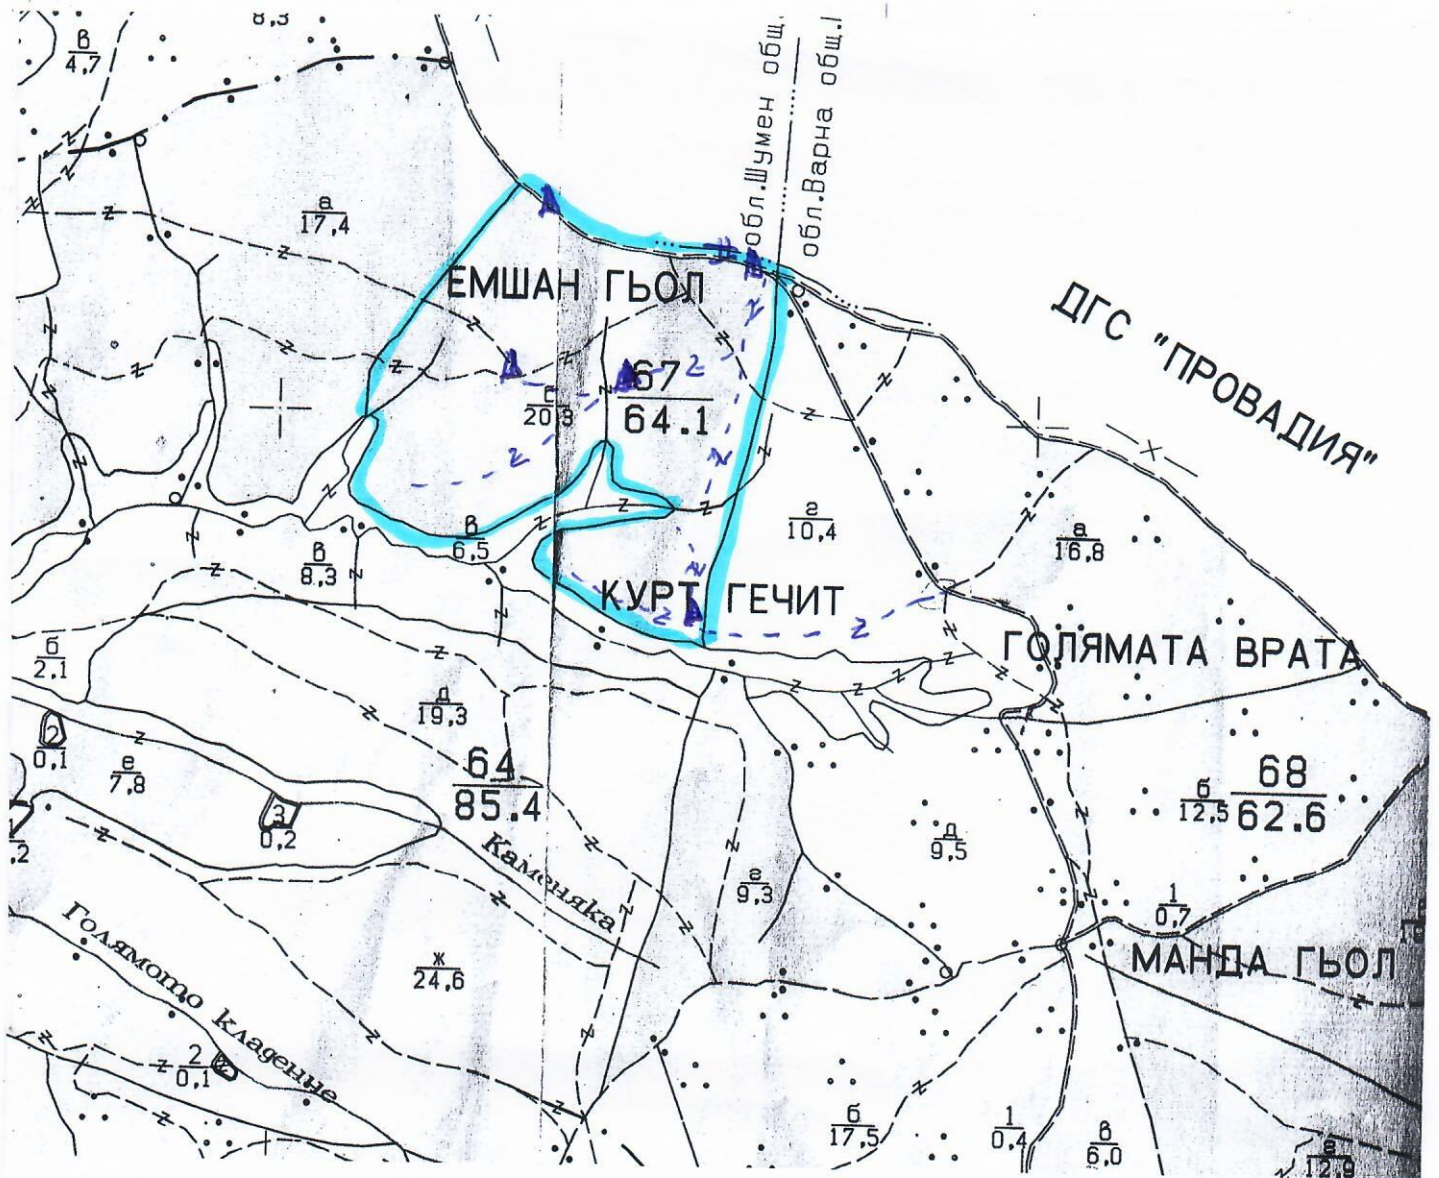 8,3
в
4,7
обл.Шумен общ.
обл.Варна общ.
а
17,4
ЕМШАН ГЬОЛ
ДГС "ПРОВАДИЯ"
67
64.1
20,3
г
10,4
а
16,8
в
6,5
в
8,3
КУРТ ГЕЧИТ
ГОЛЯМАТА ВРАТА
б
2,1
д
19,3
2
0,1
е
7,8
64
85.4
3
0,2
68
62.6
б
12,5
д
9,5
Каменяка
9,3
1
0,7
Голямото кладенче
ж
24,6
МАНДА ГЬОЛ
2
0,1
б
17,5
1
0,4
в
6,0
12,9